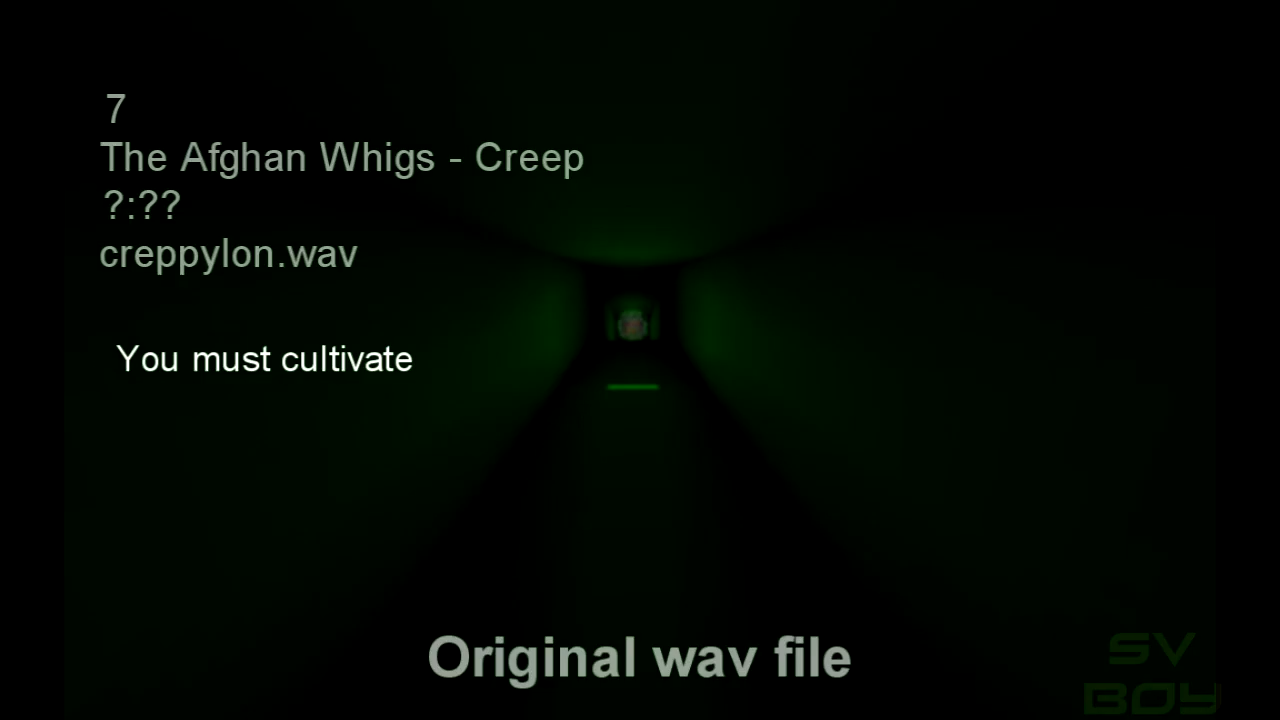 7
The Afghan Whigs - Creep
?:??
creppylon.wav
You must cultivate
Original wav file
SV
BOY